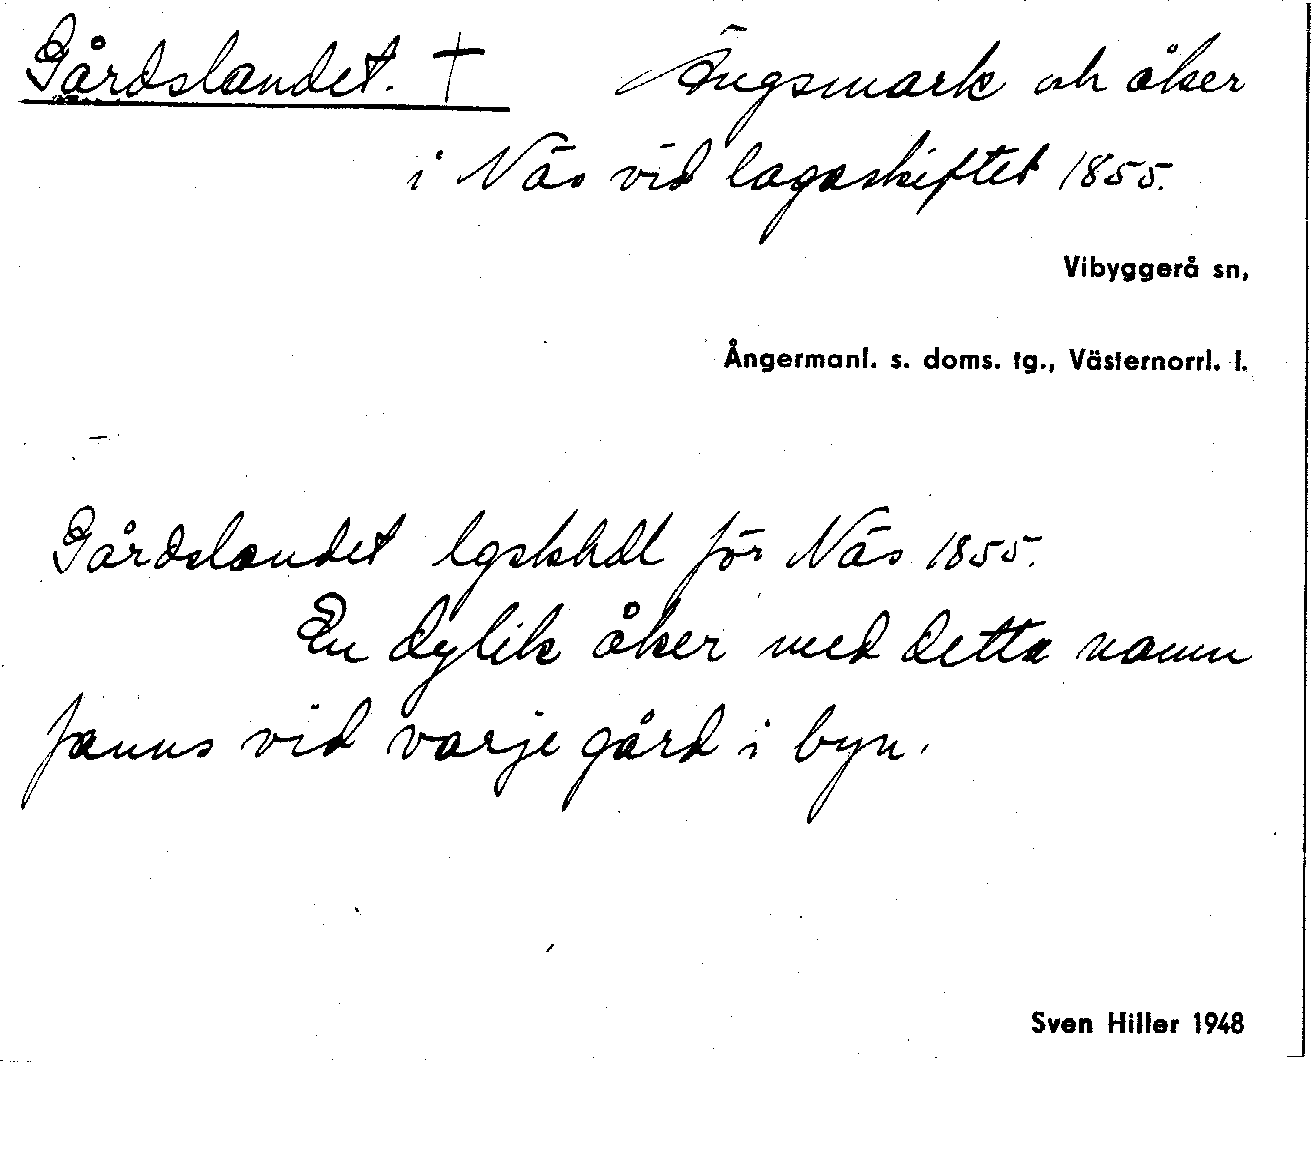 Gårdslandet. † Ängsmark och åker
i Näs vid lagaskiftet 1855.
Vibyggerå sn,
Ångermanl. s. doms. tg., Västernorrl. l.
Gårdslandet lgskhdl för Näs 1855.
En dylik åker med detta namn
fanns vid varje gård i byn.
Sven Hiller 1948